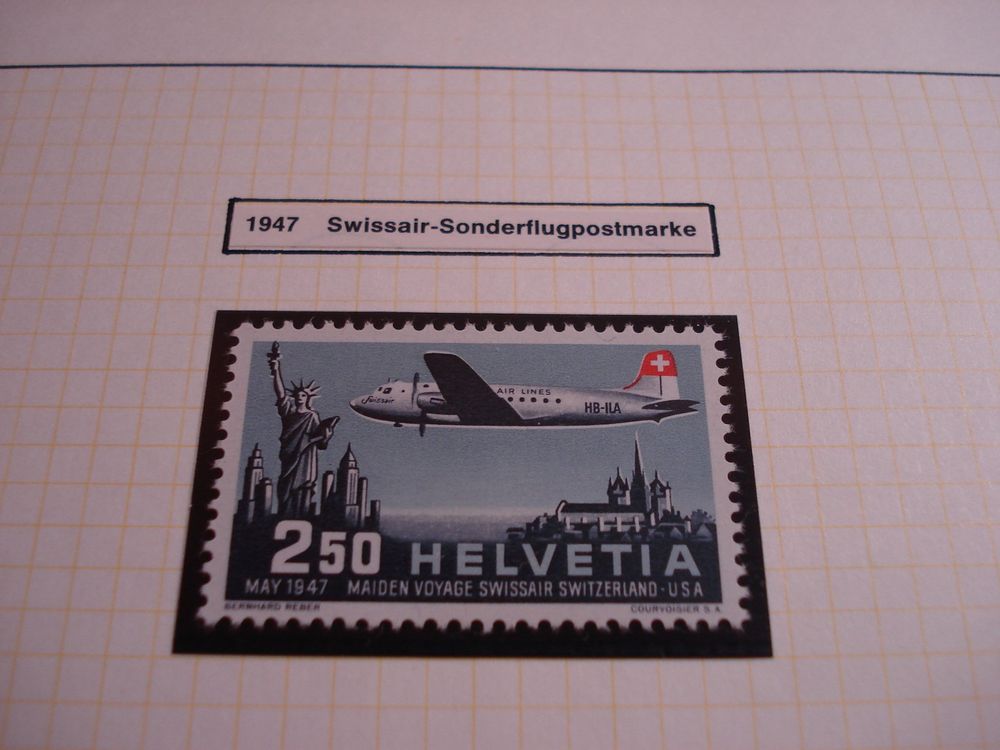 1947 Swissair-Sonderflugpostmarke
Swissair
AIR LINES
HB-ILA
2.50 HELVETIA
MAY 1947 MAIDEN VOYAGE SWISSAIR SWITZERLAND · USA
BERNHARD REBER COURVOISIER S.A.